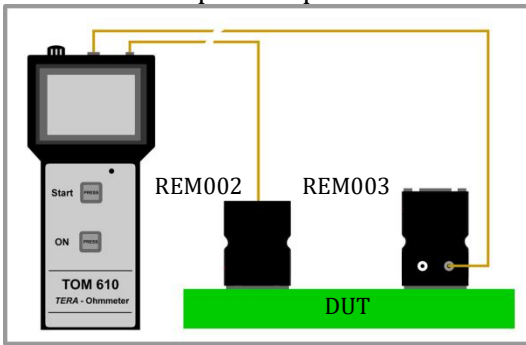 REM002
REM003
Start PRESS
ON PRESS
TOM 610
TERA - Ohmmeter
DUT